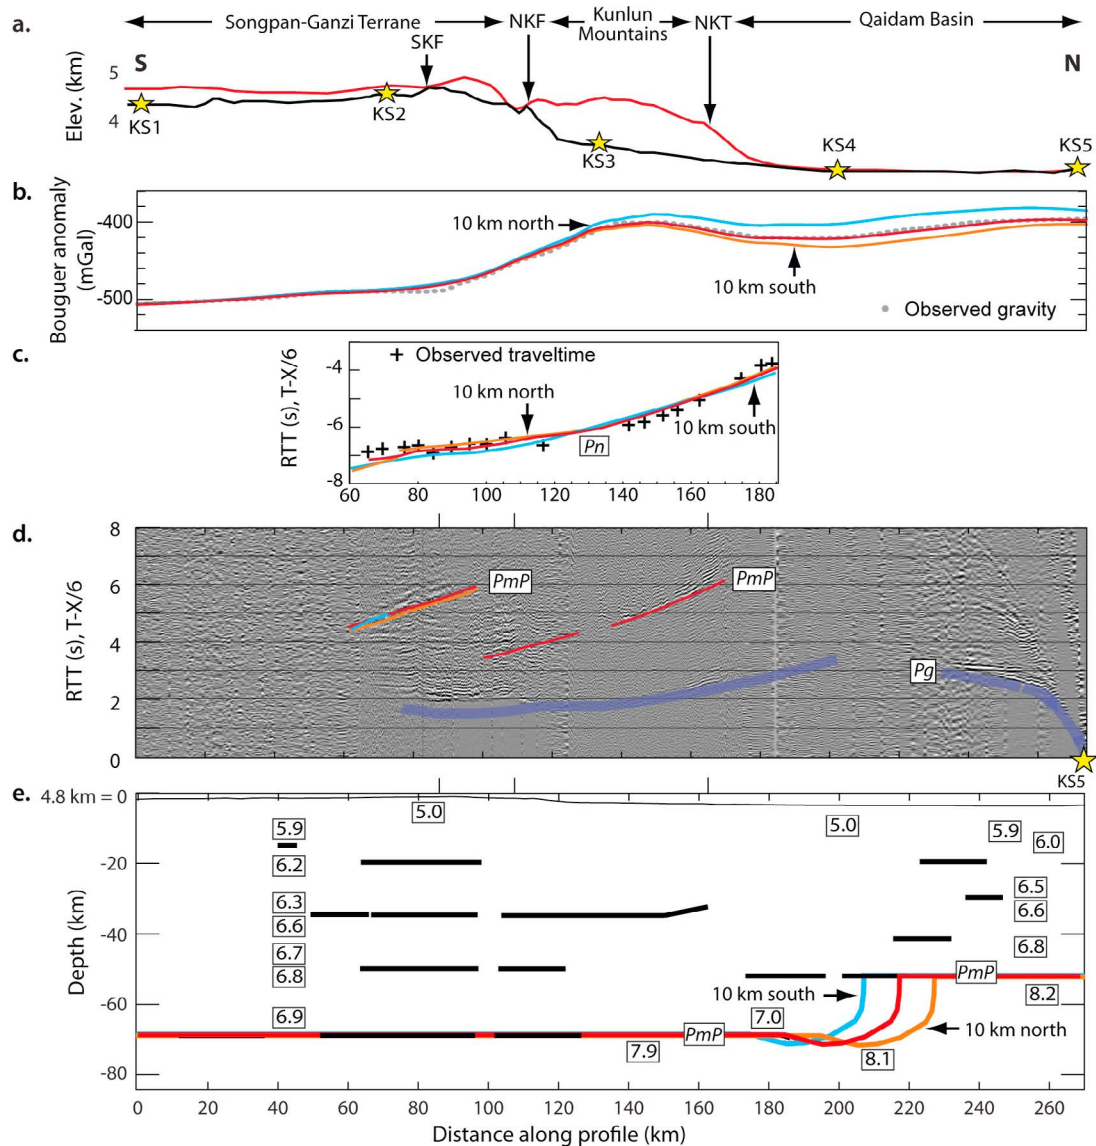 a.
Songpan-Ganzi Terrane
NKF
Kunlun
Mountains
NKT
Qaidam Basin
SKF
S
N
Elev. (km)
5
4
KS1
KS2
KS3
KS4
KS5
b.
Bouguer anomaly
(mGal)
-400
-500
10 km north
10 km south
Observed gravity
c.
RTT (s), T-X/6
-4
-6
-8
+ Observed traveltime
10 km north
10 km south
Pn
60 80 100 120 140 160 180
d.
RTT (s), T-X/6
8
6
4
2
0
PmP
PmP
Pg
KS5
e.
4.8 km = 0
Depth (km)
-20
-40
-60
-80
5.0
5.0
5.9
5.9
6.0
6.2
6.3
6.5
6.6
6.6
6.7
6.8
6.8
PmP
10 km south
8.2
6.9
7.0
PmP
10 km north
7.9
8.1
0 20 40 60 80 100 120 140 160 180 200 220 240 260
Distance along profile (km)